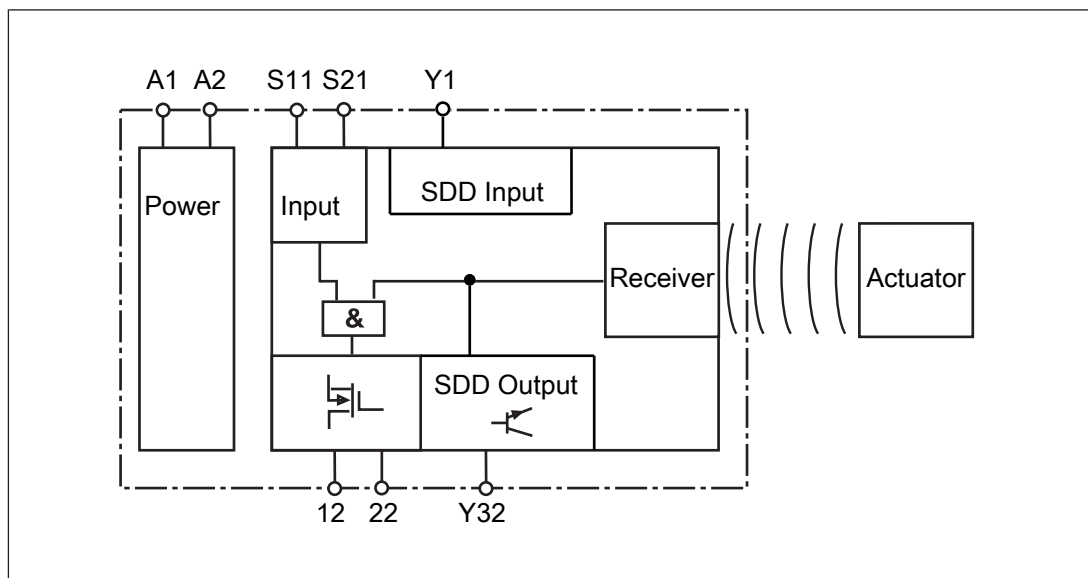 A1 A2 S11 S21 Y1
SDD Input
Power Input
Receiver Actuator
&
SDD Output
12 22 Y32